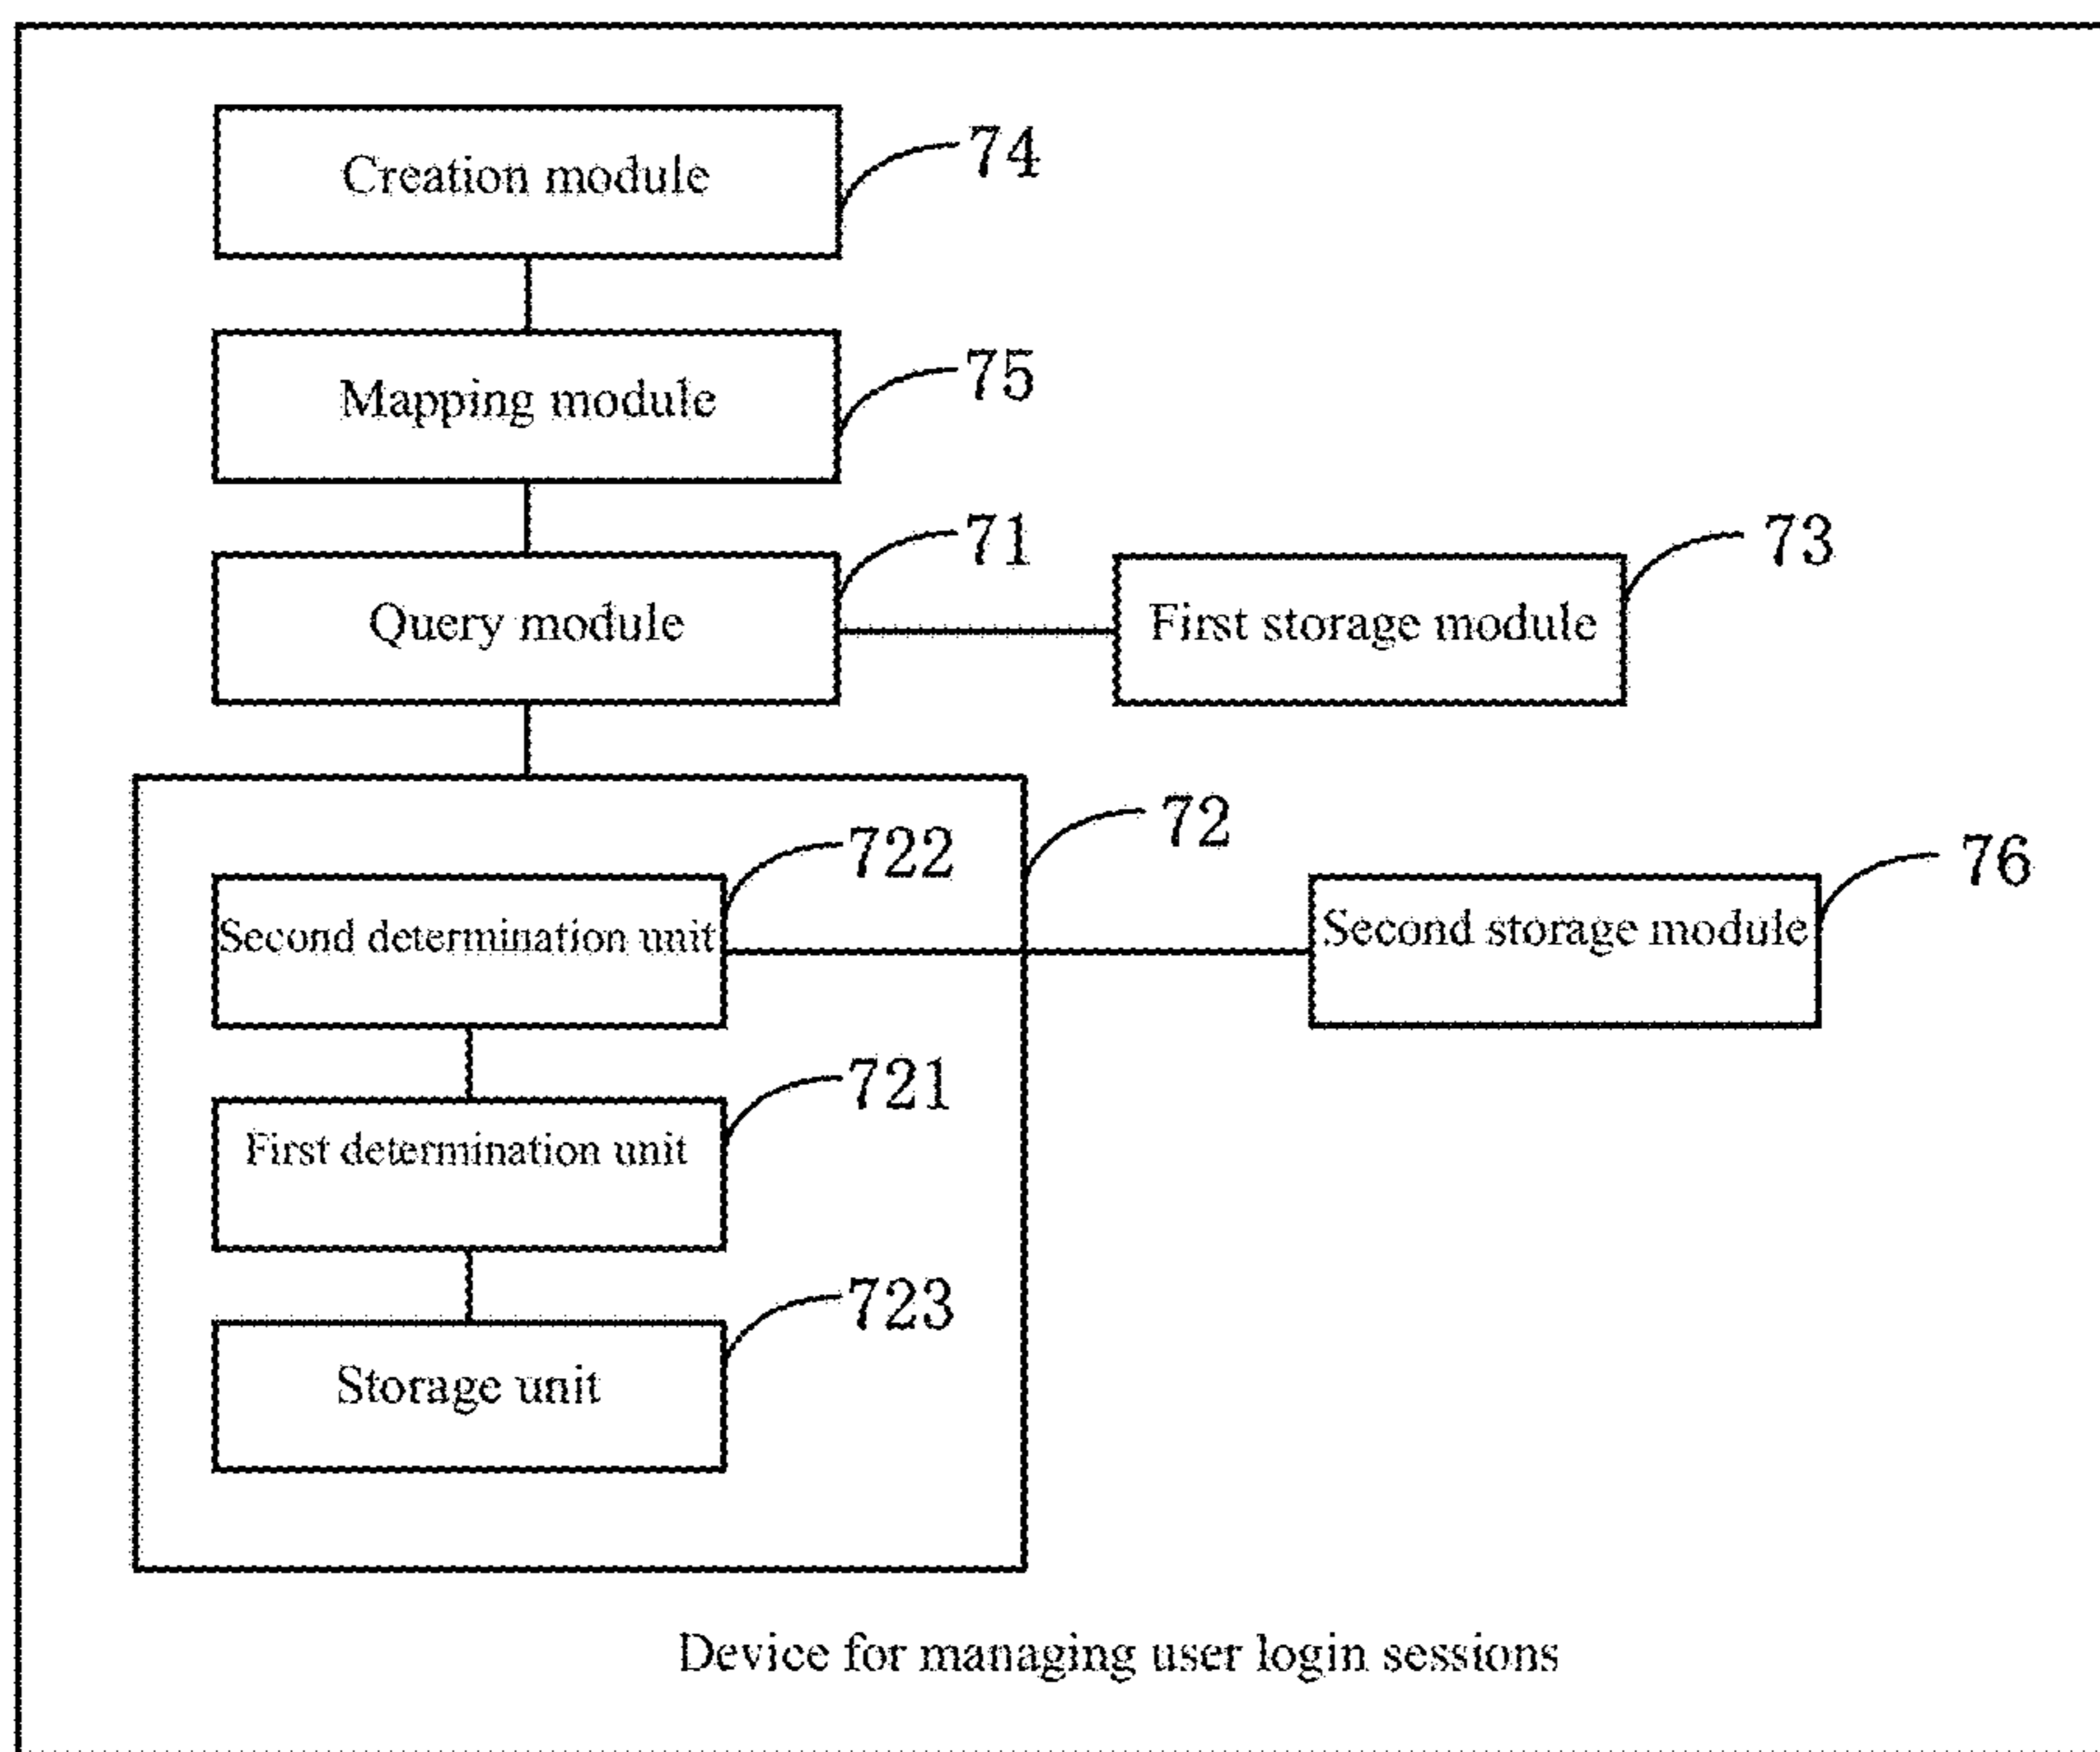 Creation module
74
Mapping module
75
Query module
71
First storage module
73
72
Second determination unit
722
Second storage module
76
First determination unit
721
Storage unit
723
Device for managing user login sessions